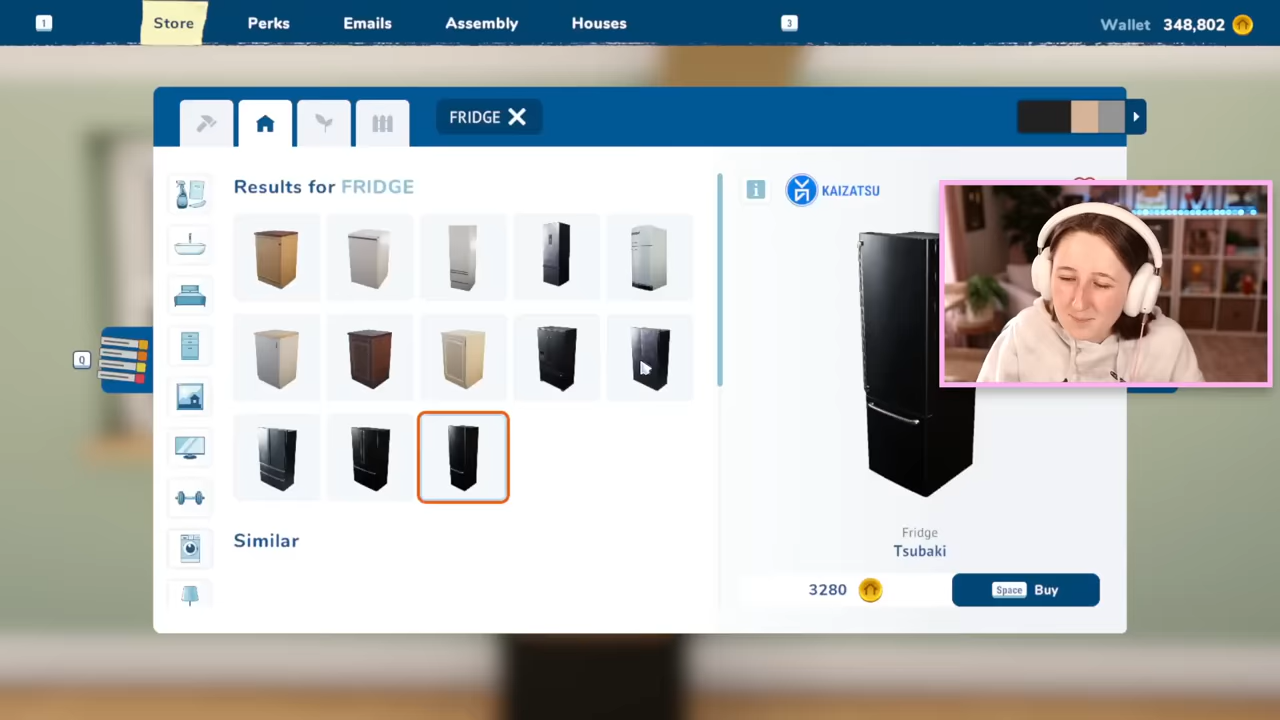 1 Store Perks Emails Assembly Houses 3 Wallet 348,802
FRIDGE
Results for FRIDGE
KAIZATSU
Q
Similar
Fridge
Tsubaki
3280
Space Buy